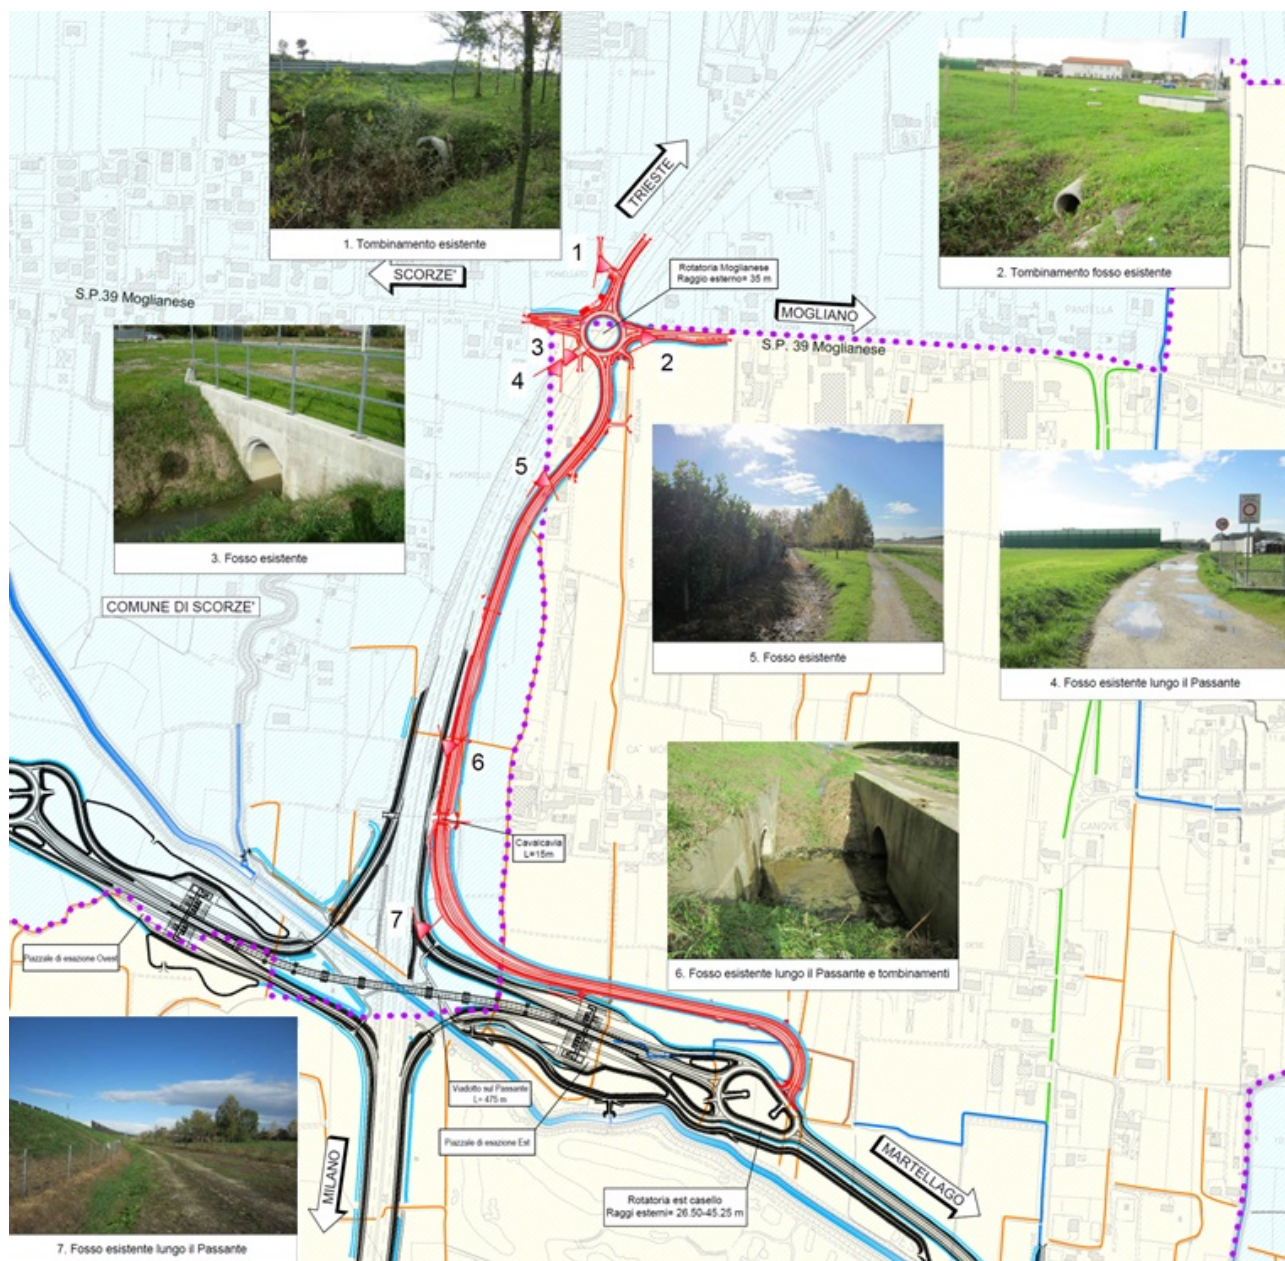 1. Tombinamento esistente
2. Tombinamento fosso esistente
TRIESTE
SCORZE'
Rotatoria Moglianese
Raggio esterno= 35 m
S.P.39 Moglianese
MOGLIANO
PANTELLA
S.P. 39 Moglianese
1
2
3
4
5
3. Fosso esistente
COMUNE DI SCORZE'
5. Fosso esistente
4. Fosso esistente lungo il Passante
DESE
6
CANOVE
Cavalcavia
L=15m
7
DESE
6. Fosso esistente lungo il Passante e tombinamenti
Piazzale di esazione Ovest
Viadotto sul Passante
L= 475 m
Piazzale di esazione Est
MILANO
MARTELLAGO
Rotatoria est casello
Raggi esterni= 26.50-45.25 m
7. Fosso esistente lungo il Passante